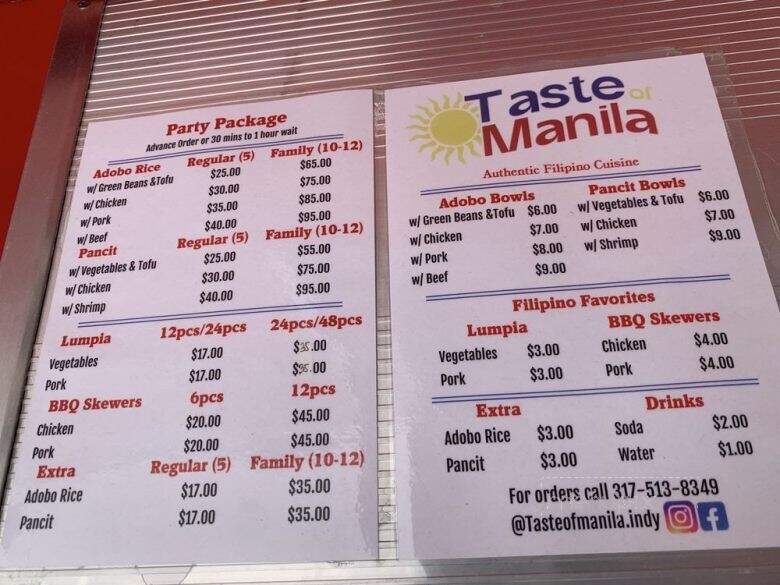 Party Package
Advance Order or 30 mins to 1 hour wait
Adobo Rice Regular (5) Family (10-12)
w/ Green Beans &Tofu $25.00 $65.00
w/ Chicken $30.00 $75.00
w/ Pork $35.00 $85.00
w/ Beef $40.00 $95.00
Pancit Regular (5) Family (10-12)
w/ Vegetables & Tofu $25.00 $55.00
w/ Chicken $30.00 $75.00
w/ Shrimp $40.00 $95.00
Lumpia 12pcs/24pcs 24pcs/48pcs
Vegetables $17.00 $35.00
Pork $17.00 $ .00
BBQ Skewers 6pcs 12pcs
Chicken $20.00 $45.00
Pork $20.00 $45.00
Extra Regular (5) Family (10-12)
Adobo Rice $17.00 $35.00
Pancit $17.00 $35.00
Taste of
Manila
Authentic Filipino Cuisine
Adobo Bowls
w/ Green Beans &Tofu $6.00
w/ Chicken $7.00
w/ Pork $8.00
w/ Beef $9.00
Pancit Bowls
w/ Vegetables & Tofu $6.00
w/ Chicken $7.00
w/ Shrimp $9.00
Filipino Favorites
Lumpia
Vegetables $3.00
Pork $3.00
BBQ Skewers
Chicken $4.00
Pork $4.00
Extra
Adobo Rice $3.00
Pancit $3.00
Drinks
Soda $2.00
Water $1.00
For orders call 317-513-8349
@Tasteofmanila.indy